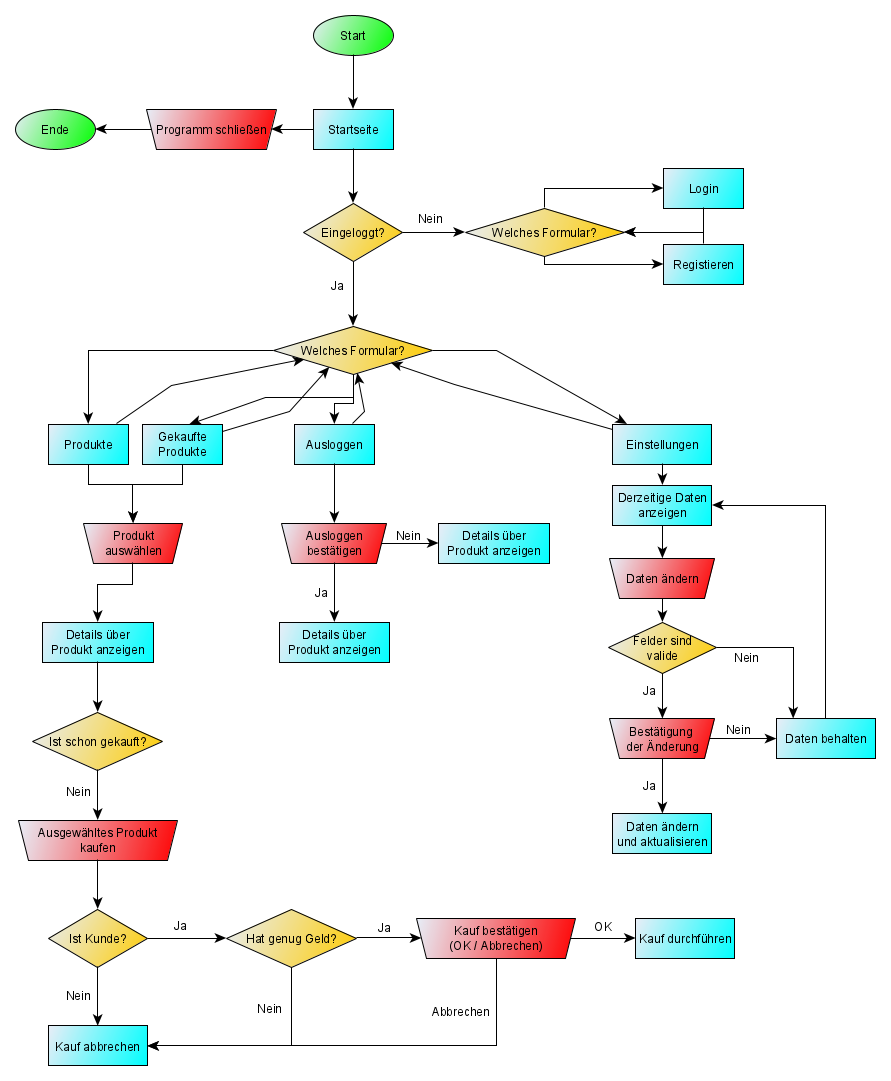 Start
Ende
Programm schließen
Startseite
Login
Nein
Eingeloggt?
Welches Formular?
Registieren
Ja
Welches Formular?
Produkte
Gekaufte
Produkte
Ausloggen
Einstellungen
Derzeitige Daten
anzeigen
Produkt
auswählen
Ausloggen
bestätigen
Nein
Details über
Produkt anzeigen
Daten ändern
Ja
Details über
Produkt anzeigen
Details über
Produkt anzeigen
Felder sind
valide
Nein
Ja
Ist schon gekauft?
Bestätigung
der Änderung
Nein
Daten behalten
Nein
Ja
Ausgewähltes Produkt
kaufen
Daten ändern
und aktualisieren
Ist Kunde?
Ja
Hat genug Geld?
Ja
Kauf bestätigen
(OK / Abbrechen)
OK
Kauf durchführen
Nein
Nein
Abbrechen
Kauf abbrechen